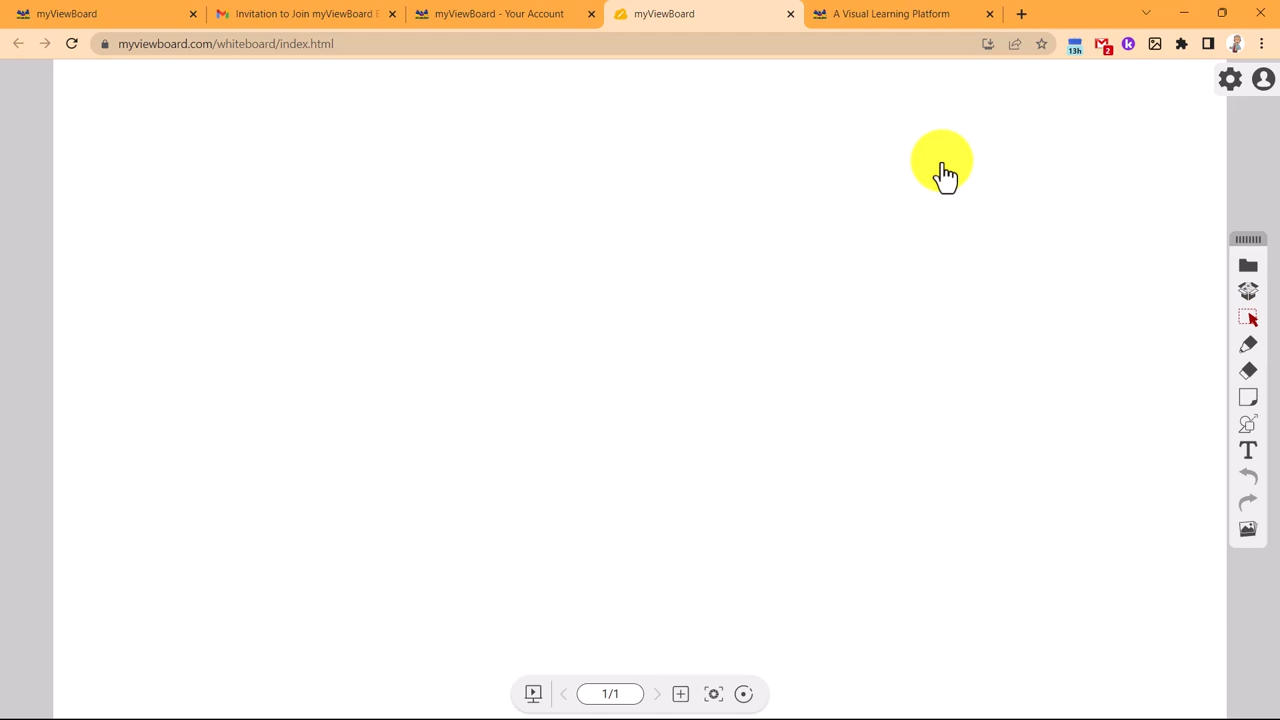 myViewBoard
Invitation to Join myViewBoard E
myViewBoard - Your Account
myViewBoard
A Visual Learning Platform
myviewboard.com/whiteboard/index.html
13h
2
k
T
1/1